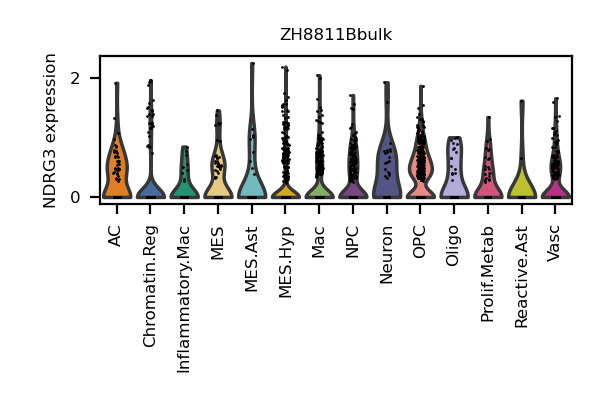 ZH8811Bbulk
NDRG3 expression
2
0
AC
Chromatin.Reg
Inflammatory.Mac
MES
MES.Ast
MES.Hyp
Mac
NPC
Neuron
OPC
Oligo
Prolif.Metab
Reactive.Ast
Vasc